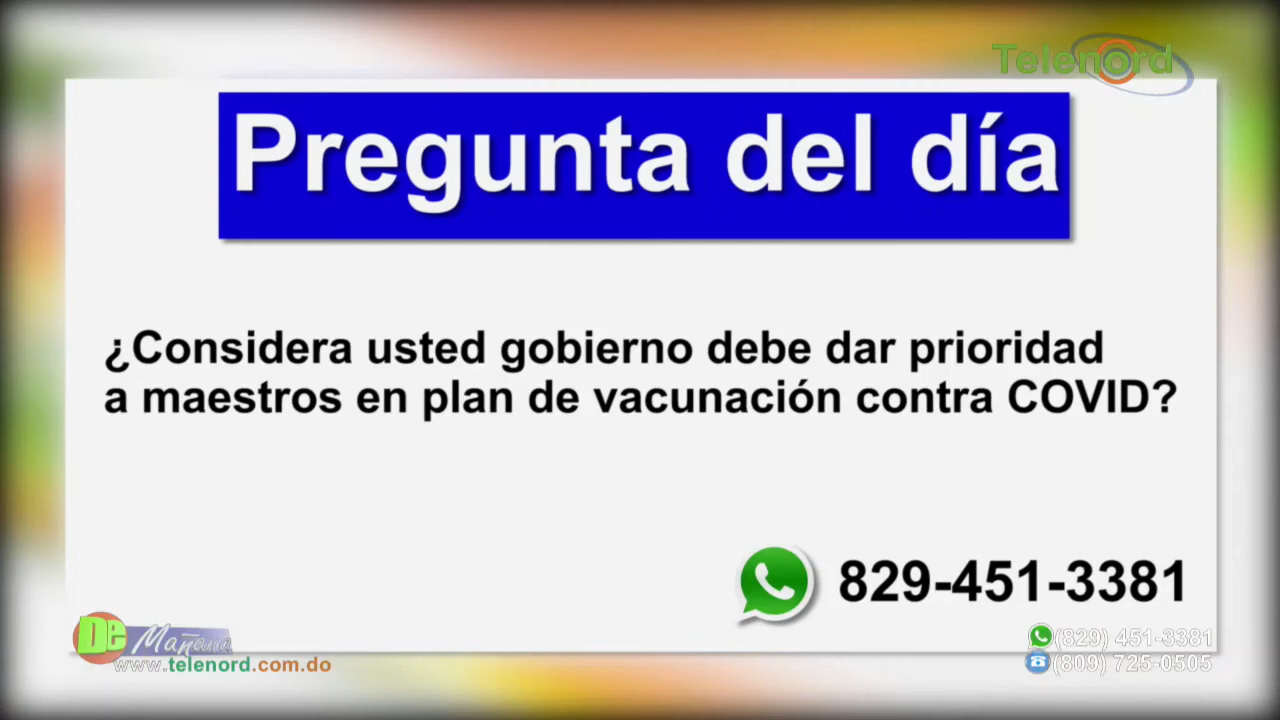 Telenord
Pregunta del día
¿Considera usted gobierno debe dar prioridad
a maestros en plan de vacunación contra COVID?
829-451-3381
De Mañana
www.telenord.com.do
(829) 451-3381
(809) 725-0505